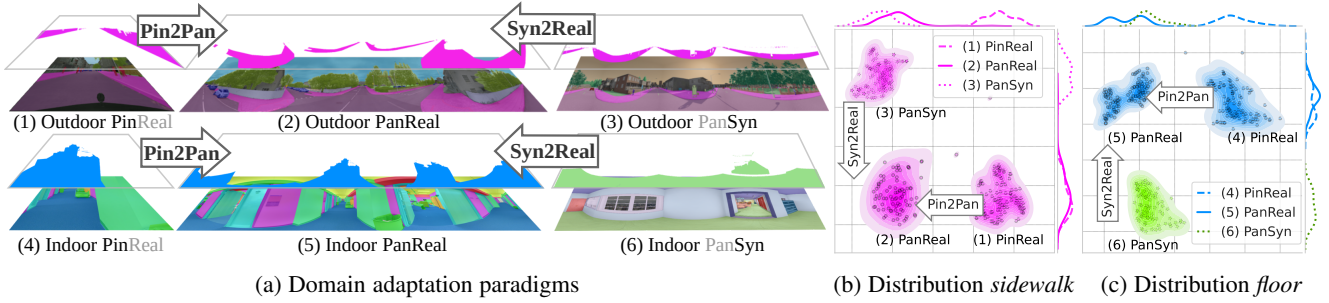 Pin2Pan
Syn2Real
(1) Outdoor PinReal
(2) Outdoor PanReal
(3) Outdoor PanSyn
Pin2Pan
Syn2Real
(4) Indoor PinReal
(5) Indoor PanReal
(6) Indoor PanSyn
(a) Domain adaptation paradigms
(1) PinReal
(2) PanReal
(3) PanSyn
(3) PanSyn
Syn2Real
Pin2Pan
(2) PanReal
(1) PinReal
(b) Distribution sidewalk
Pin2Pan
(5) PanReal
(4) PinReal
Syn2Real
(4) PinReal
(5) PanReal
(6) PanSyn
(6) PanSyn
(c) Distribution floor